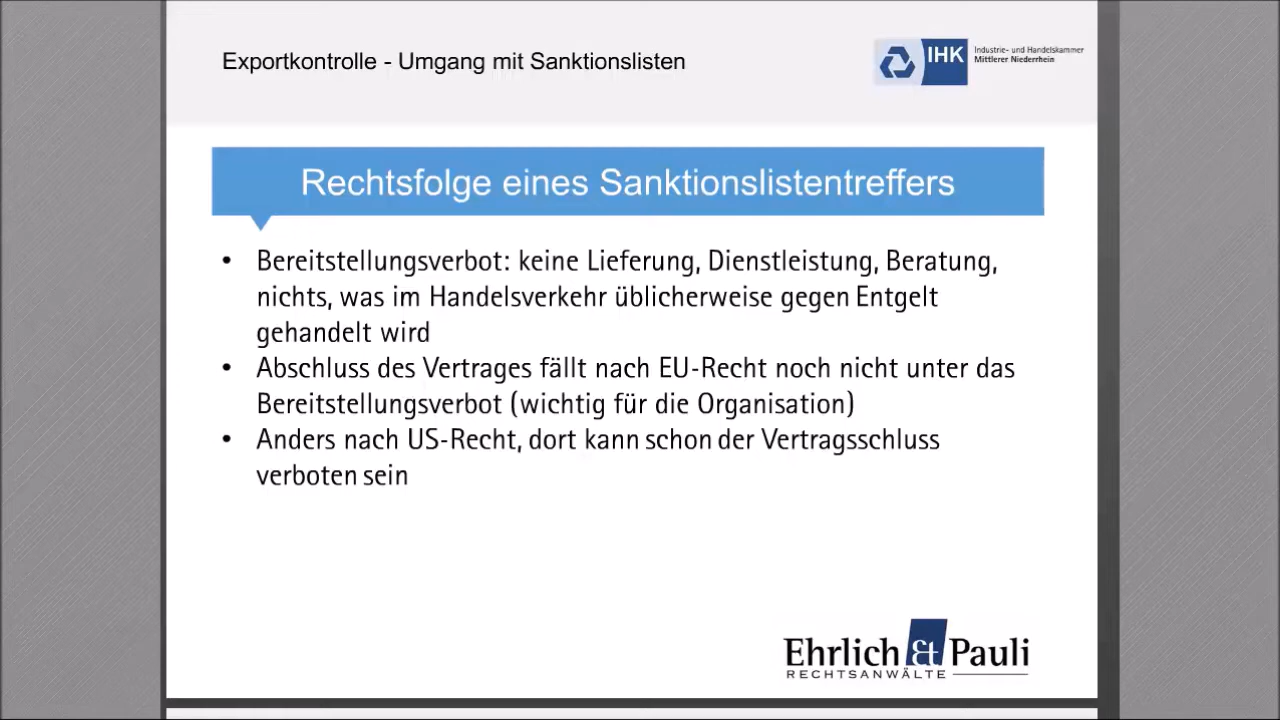 Exportkontrolle - Umgang mit Sanktionslisten
IHK
Industrie- und Handelskammer
Mittlerer Niederrhein
Rechtsfolge eines Sanktionslistentreffers
• Bereitstellungsverbot: keine Lieferung, Dienstleistung, Beratung,
nichts, was im Handelsverkehr üblicherweise gegen Entgelt
gehandelt wird
• Abschluss des Vertrages fällt nach EU-Recht noch nicht unter das
Bereitstellungsverbot (wichtig für die Organisation)
• Anders nach US-Recht, dort kann schon der Vertragsschluss
verboten sein
Ehrlich & Pauli
RECHTSANWÄLTE